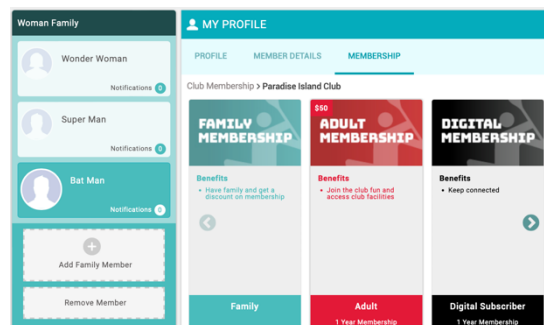 Woman Family
Wonder Woman
Notifications 0
Super Man
Notifications 0
Bat Man
Notifications 0
Add Family Member
Remove Member
MY PROFILE
PROFILE MEMBER DETAILS MEMBERSHIP
Club Membership > Paradise Island Club
FAMILY
MEMBERSHIP
Benefits
• Have family and get a
discount on membership
Family
$50
ADULT
MEMBERSHIP
Benefits
• Join the club fun and
access club facilities
Adult
1 Year Membership
DIGITAL
MEMBERSHIP
Benefits
• Keep connected
Digital Subscriber
1 Year Membership